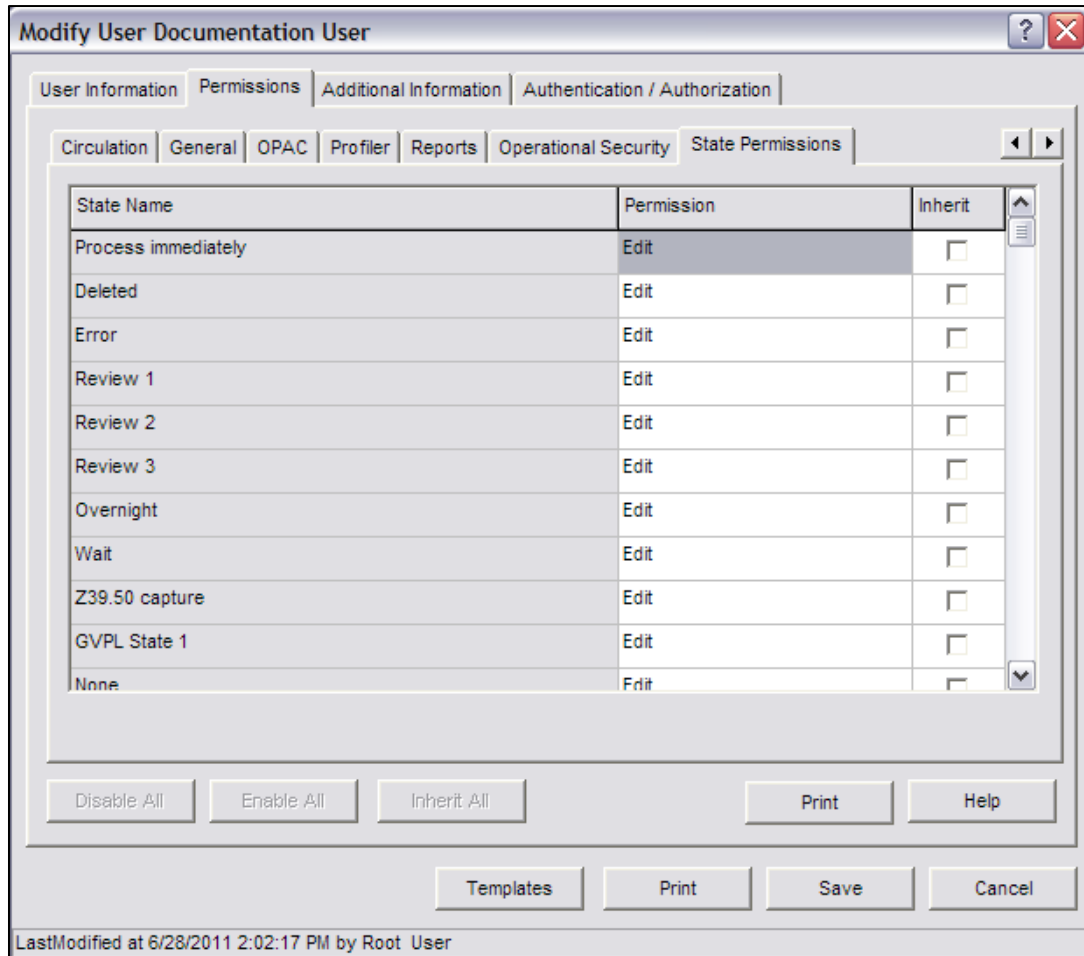 Modify User Documentation User
User Information Permissions Additional Information Authentication / Authorization
Circulation General OPAC Profiler Reports Operational Security State Permissions
State Name Permission Inherit
Process immediately Edit
Deleted Edit
Error Edit
Review 1 Edit
Review 2 Edit
Review 3 Edit
Overnight Edit
Wait Edit
Z39.50 capture Edit
GVPL State 1 Edit
None Edit
Disable All Enable All Inherit All Print Help
Templates Print Save Cancel
LastModified at 6/28/2011 2:02:17 PM by Root User